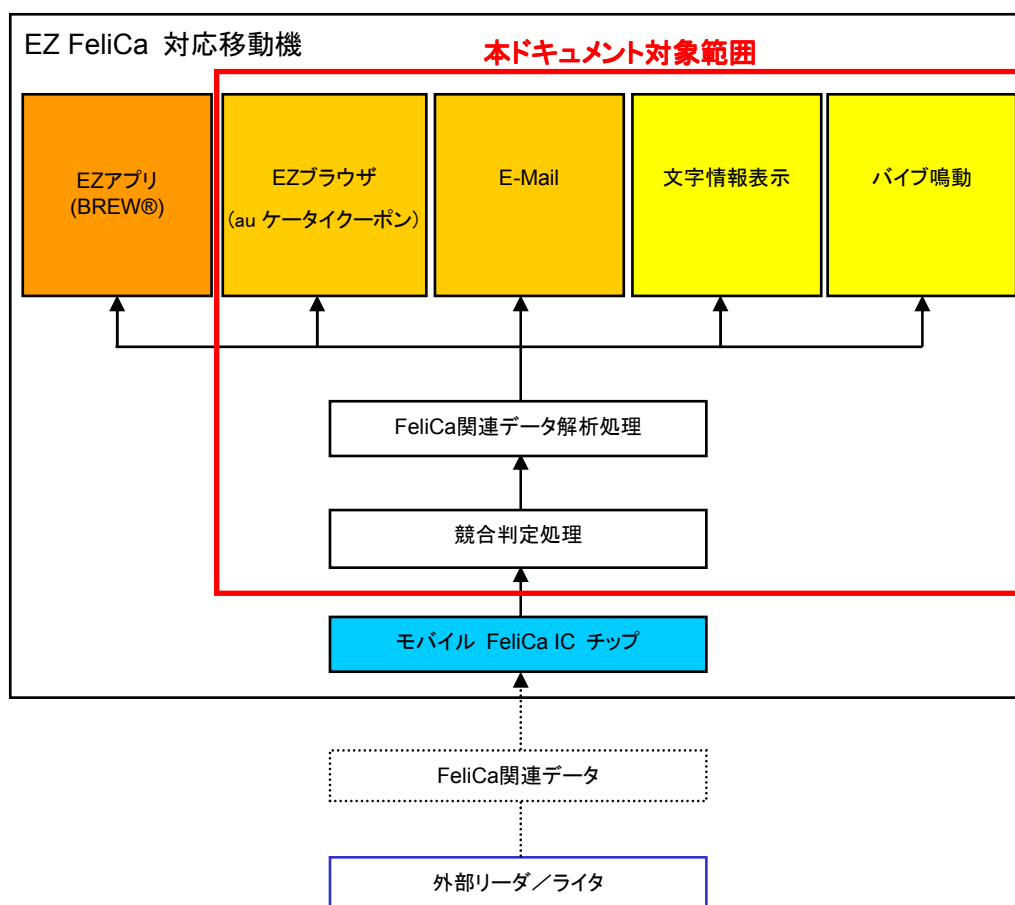 EZ FeliCa 対応移動機
本ドキュメント対象範囲
EZアプリ
(BREW®)
EZブラウザ
（au ケータイクーポン）
E-Mail
文字情報表示
バイブ鳴動
FeliCa関連データ解析処理
競合判定処理
モバイル FeliCa IC チップ
FeliCa関連データ
外部リーダ／ライタ